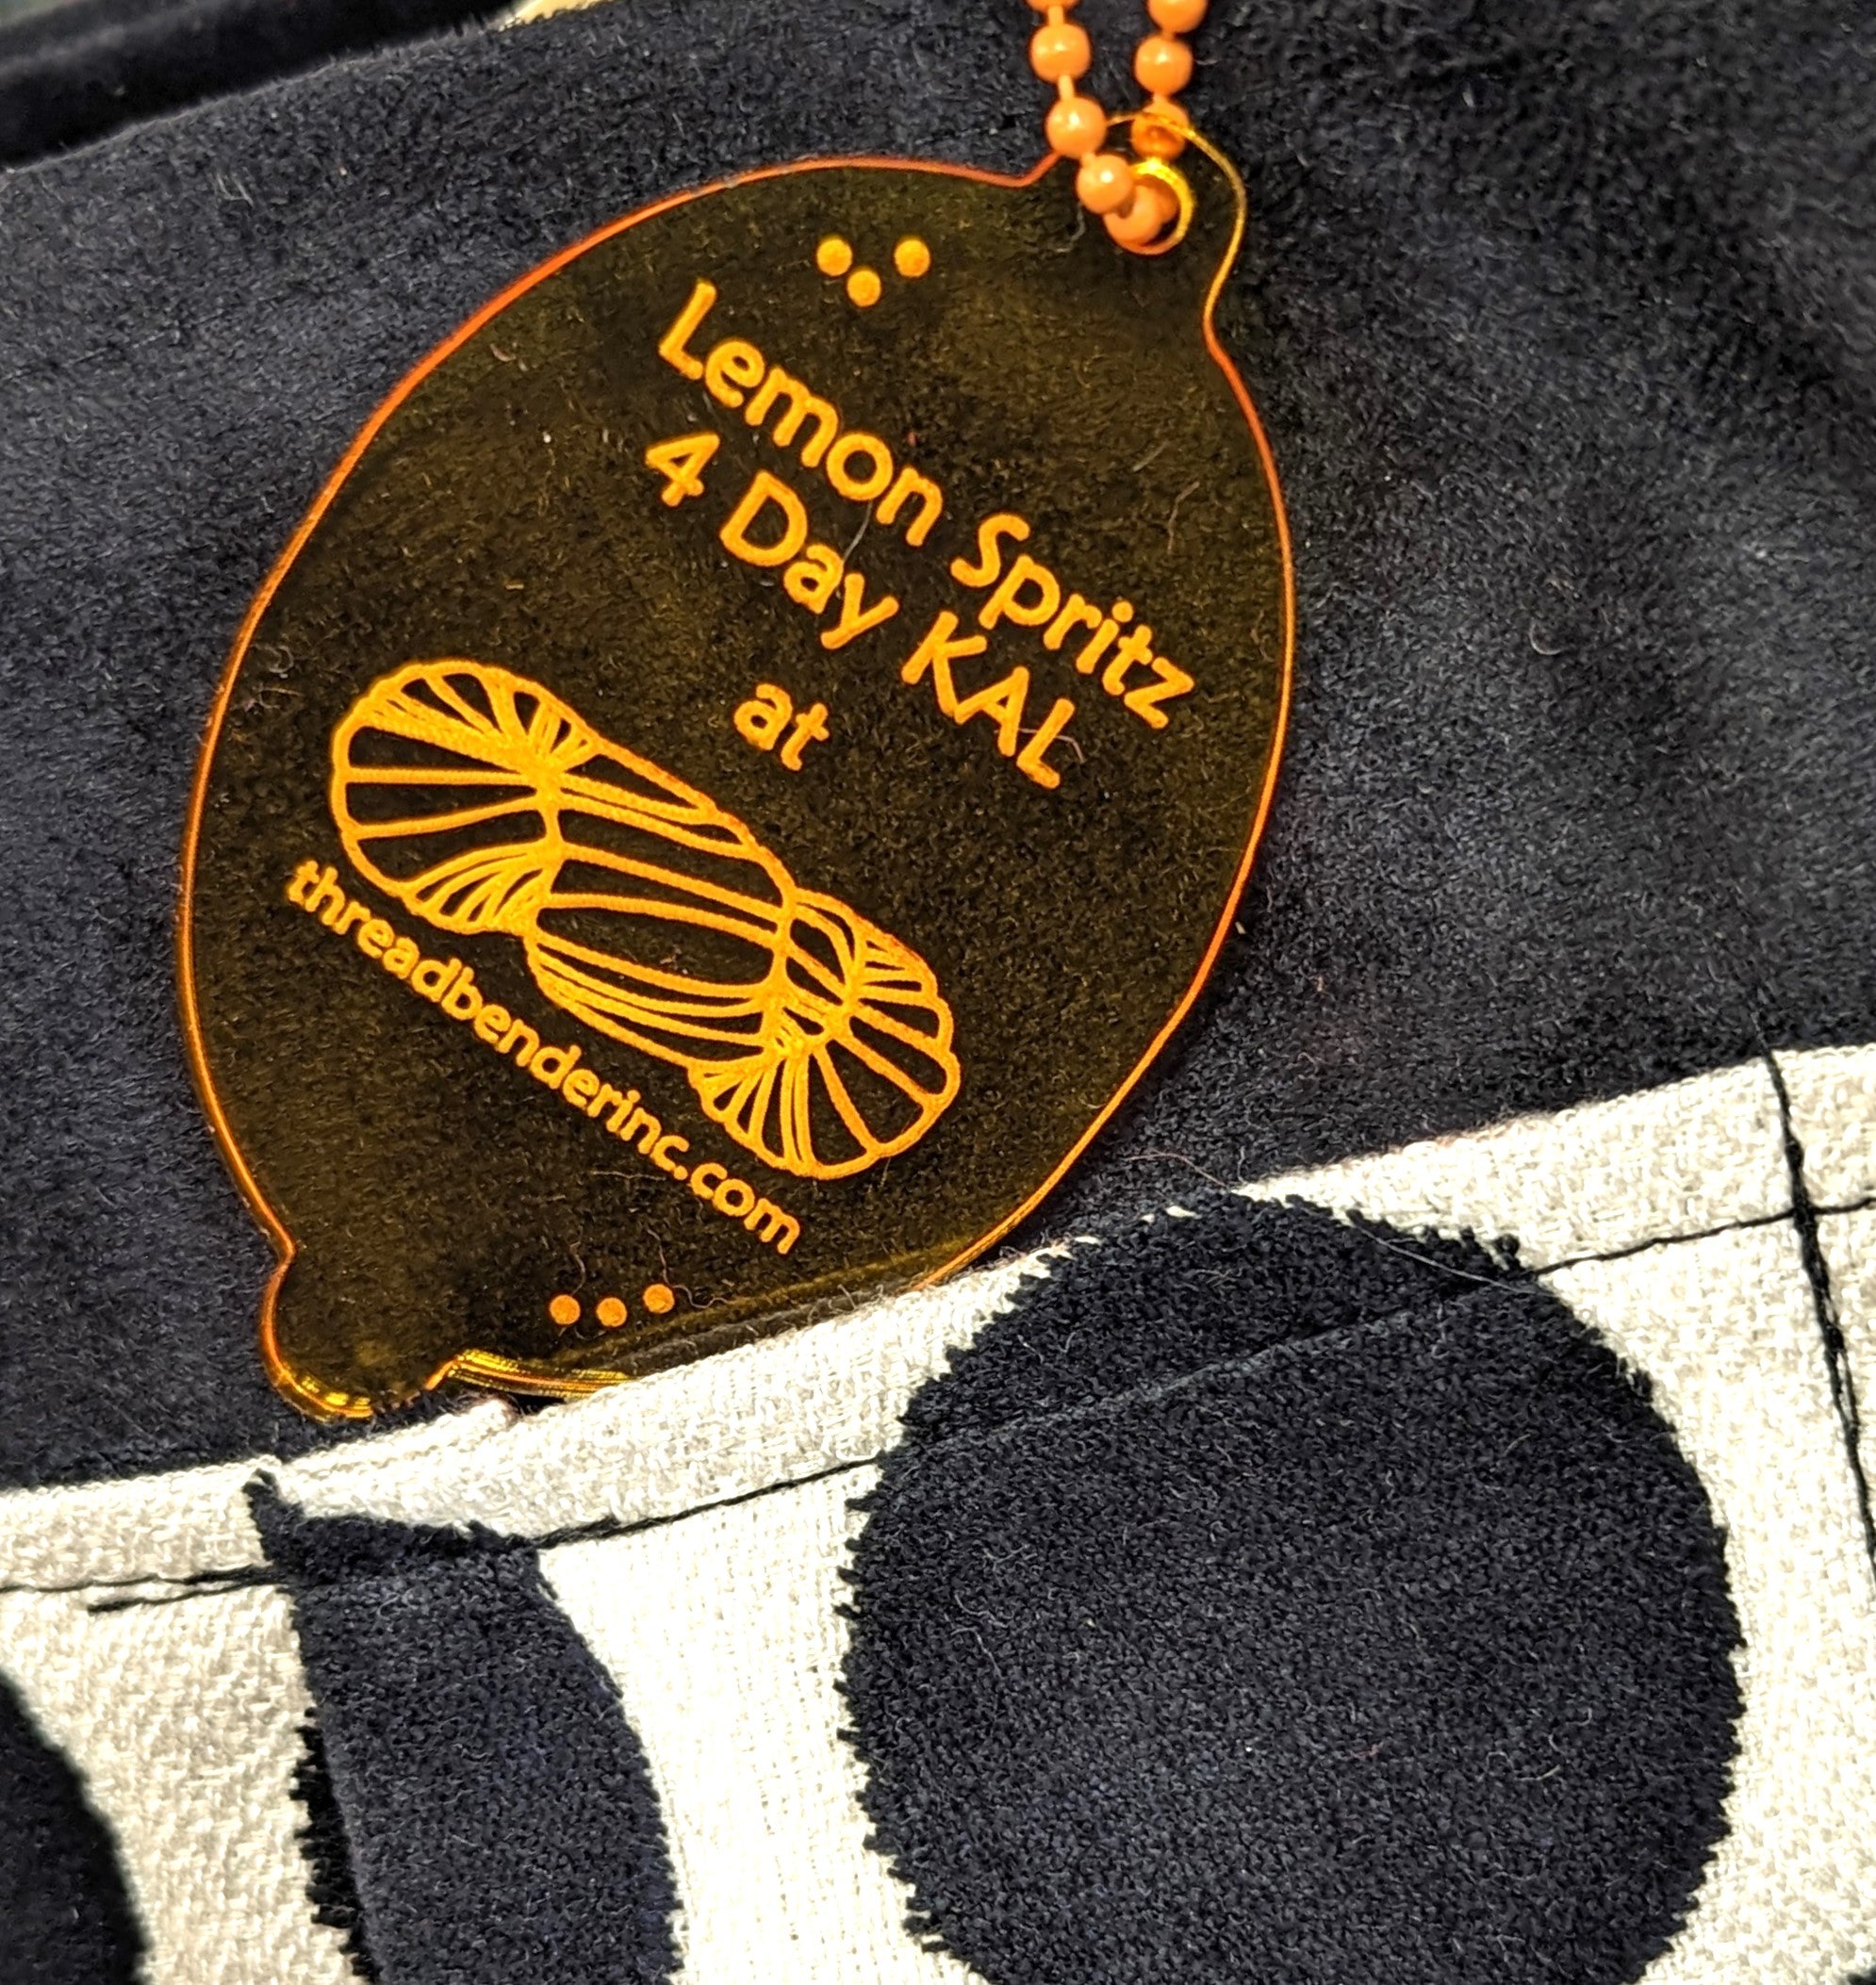 Lemon Spritz
4 Day KAL
at
threadbenderinc.com